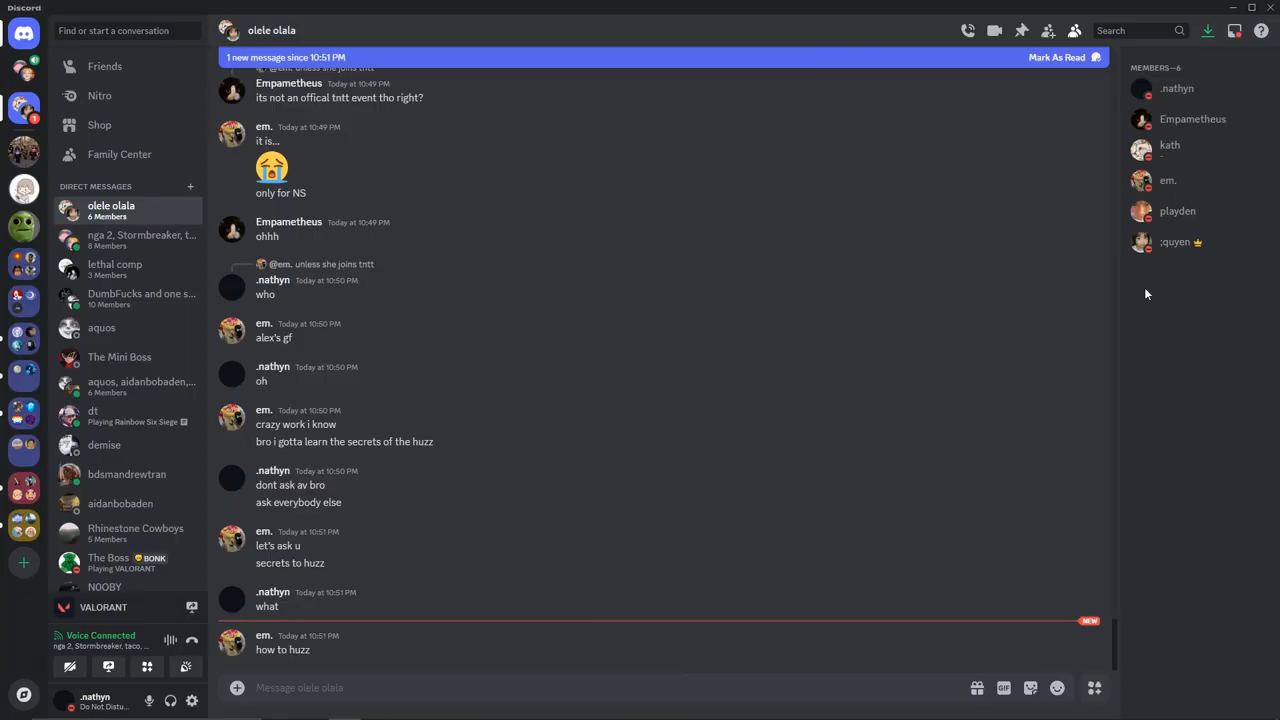 Discord
Find or start a conversation
Friends
Nitro
Shop
Family Center
DIRECT MESSAGES
olele olala
6 Members
nga 2, Stormbreaker, t...
8 Members
lethal comp
3 Members
DumbFucks and one s...
10 Members
aquos
The Mini Boss
aquos, aidanbobaden,...
6 Members
dt
Playing Rainbow Six Siege
demise
bdsmandrewtran
aidanbobaden
Rhinestone Cowboys
5 Members
The Boss BONK
Playing VALORANT
N0OBY
VALORANT
Voice Connected
nga 2, Stormbreaker, taco, ...
.nathyn
Do Not Distu...
1
olele olala
Search
1 new message since 10:51 PM
Mark As Read
@em. unless she joins tntt
Empametheus Today at 10:49 PM
its not an offical tntt event tho right?
em. Today at 10:49 PM
it is...
only for NS
Empametheus Today at 10:49 PM
ohhh
@em. unless she joins tntt
.nathyn Today at 10:50 PM
who
em. Today at 10:50 PM
alex's gf
.nathyn Today at 10:50 PM
oh
em. Today at 10:50 PM
crazy work i know
bro i gotta learn the secrets of the huzz
.nathyn Today at 10:50 PM
dont ask av bro
ask everybody else
em. Today at 10:51 PM
let's ask u
secrets to huzz
.nathyn Today at 10:51 PM
what
NEW
em. Today at 10:51 PM
how to huzz
Message olele olala
GIF
MEMBERS—6
.nathyn
Empametheus
kath
-
em.
playden
:quyen